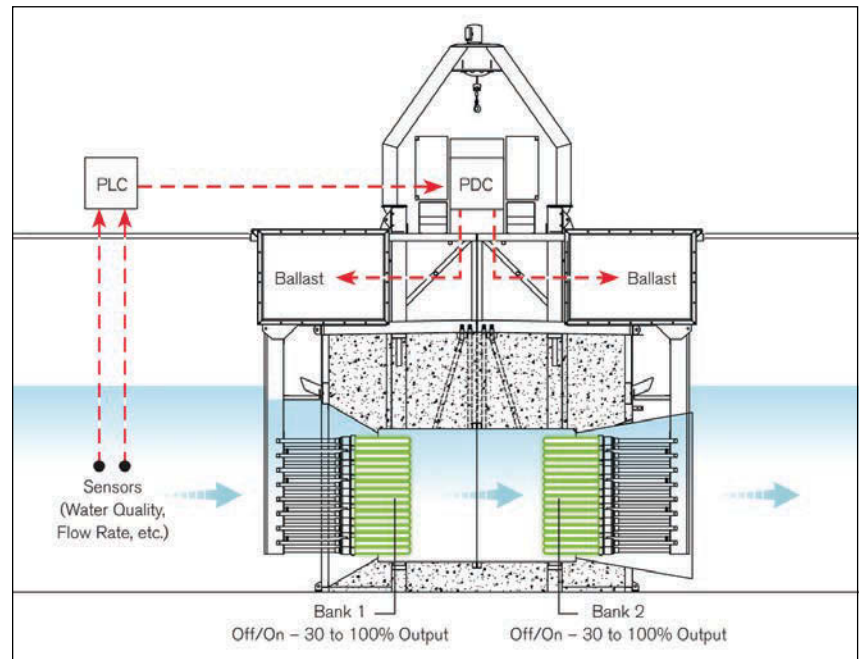 PLC
PDC
Ballast
Ballast
Sensors
(Water Quality,
Flow Rate, etc.)
Bank 1
Off/On – 30 to 100% Output
Bank 2
Off/On – 30 to 100% Output